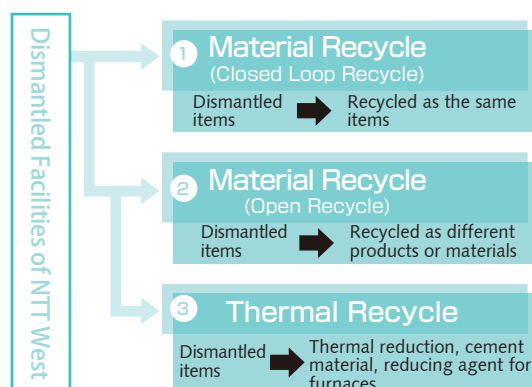 Dismantled Facilities of NTT West
1 Material Recycle
(Closed Loop Recycle)
Dismantled items
Recycled as the same items
2 Material Recycle
(Open Recycle)
Dismantled items
Recycled as different products or materials
3 Thermal Recycle
Dismantled items
Thermal reduction, cement material, reducing agent for furnaces